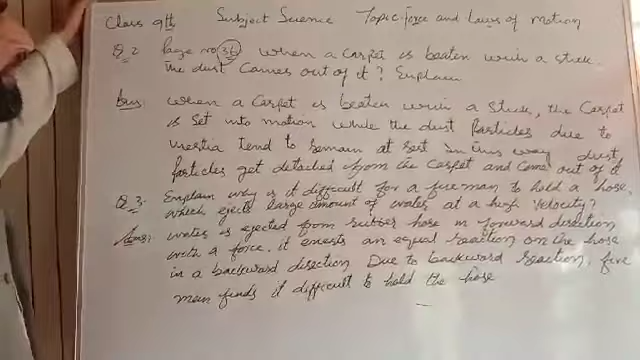 Class 9th Subject Science Topic-Force and Laws of Motion
Q.2 Page no 36 When a Carpet is beaten with a stick.
The dust Comes out of it? Explain
Ans: When a Carpet is beaten with a Stick, the Carpet
is Set into motion while the dust Particles due to
inertia tend to remain at rest in this way dust
Particles get detached from the Carpet and Come out of it
Q.3. Explain why is it difficult for a fireman to hold a hose,
which ejects large amount of water at a high velocity?
Ans: Water is ejected from rubber hose in forward direction
with a force. it exerts an equal reaction on the hose
in a backward direction Due to backward reaction, fire
man finds it difficult to hold the hose